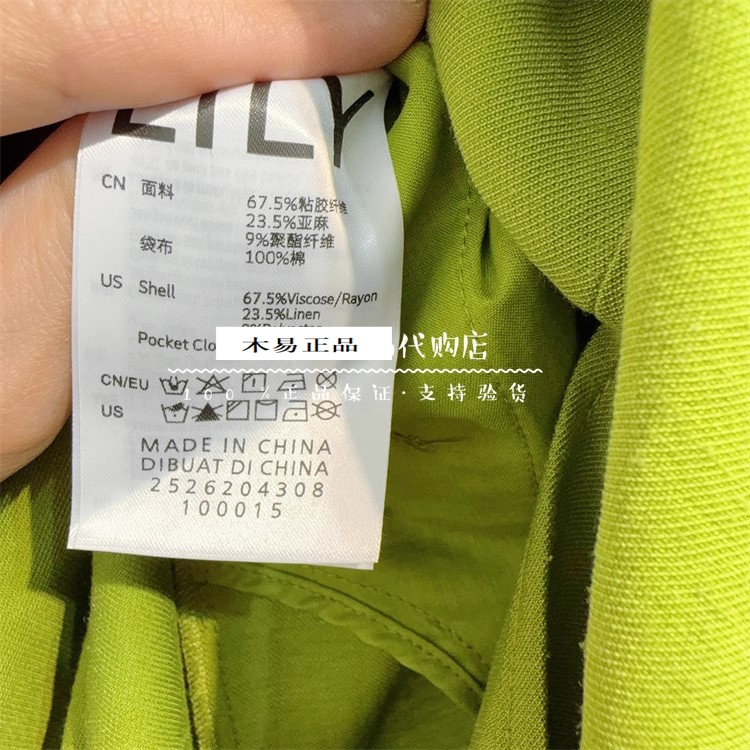 LILY
CN 面料 67.5%粘胶纤维
23.5%亚麻
9%聚酯纤维
袋布 100%棉
US Shell 67.5%Viscose/Rayon
23.5%Linen
Pocket
木易正品 代购店
100%正品保证·支持验货
CN/EU
US
MADE IN CHINA
DIBUAT DI CHINA
2526204308
100015